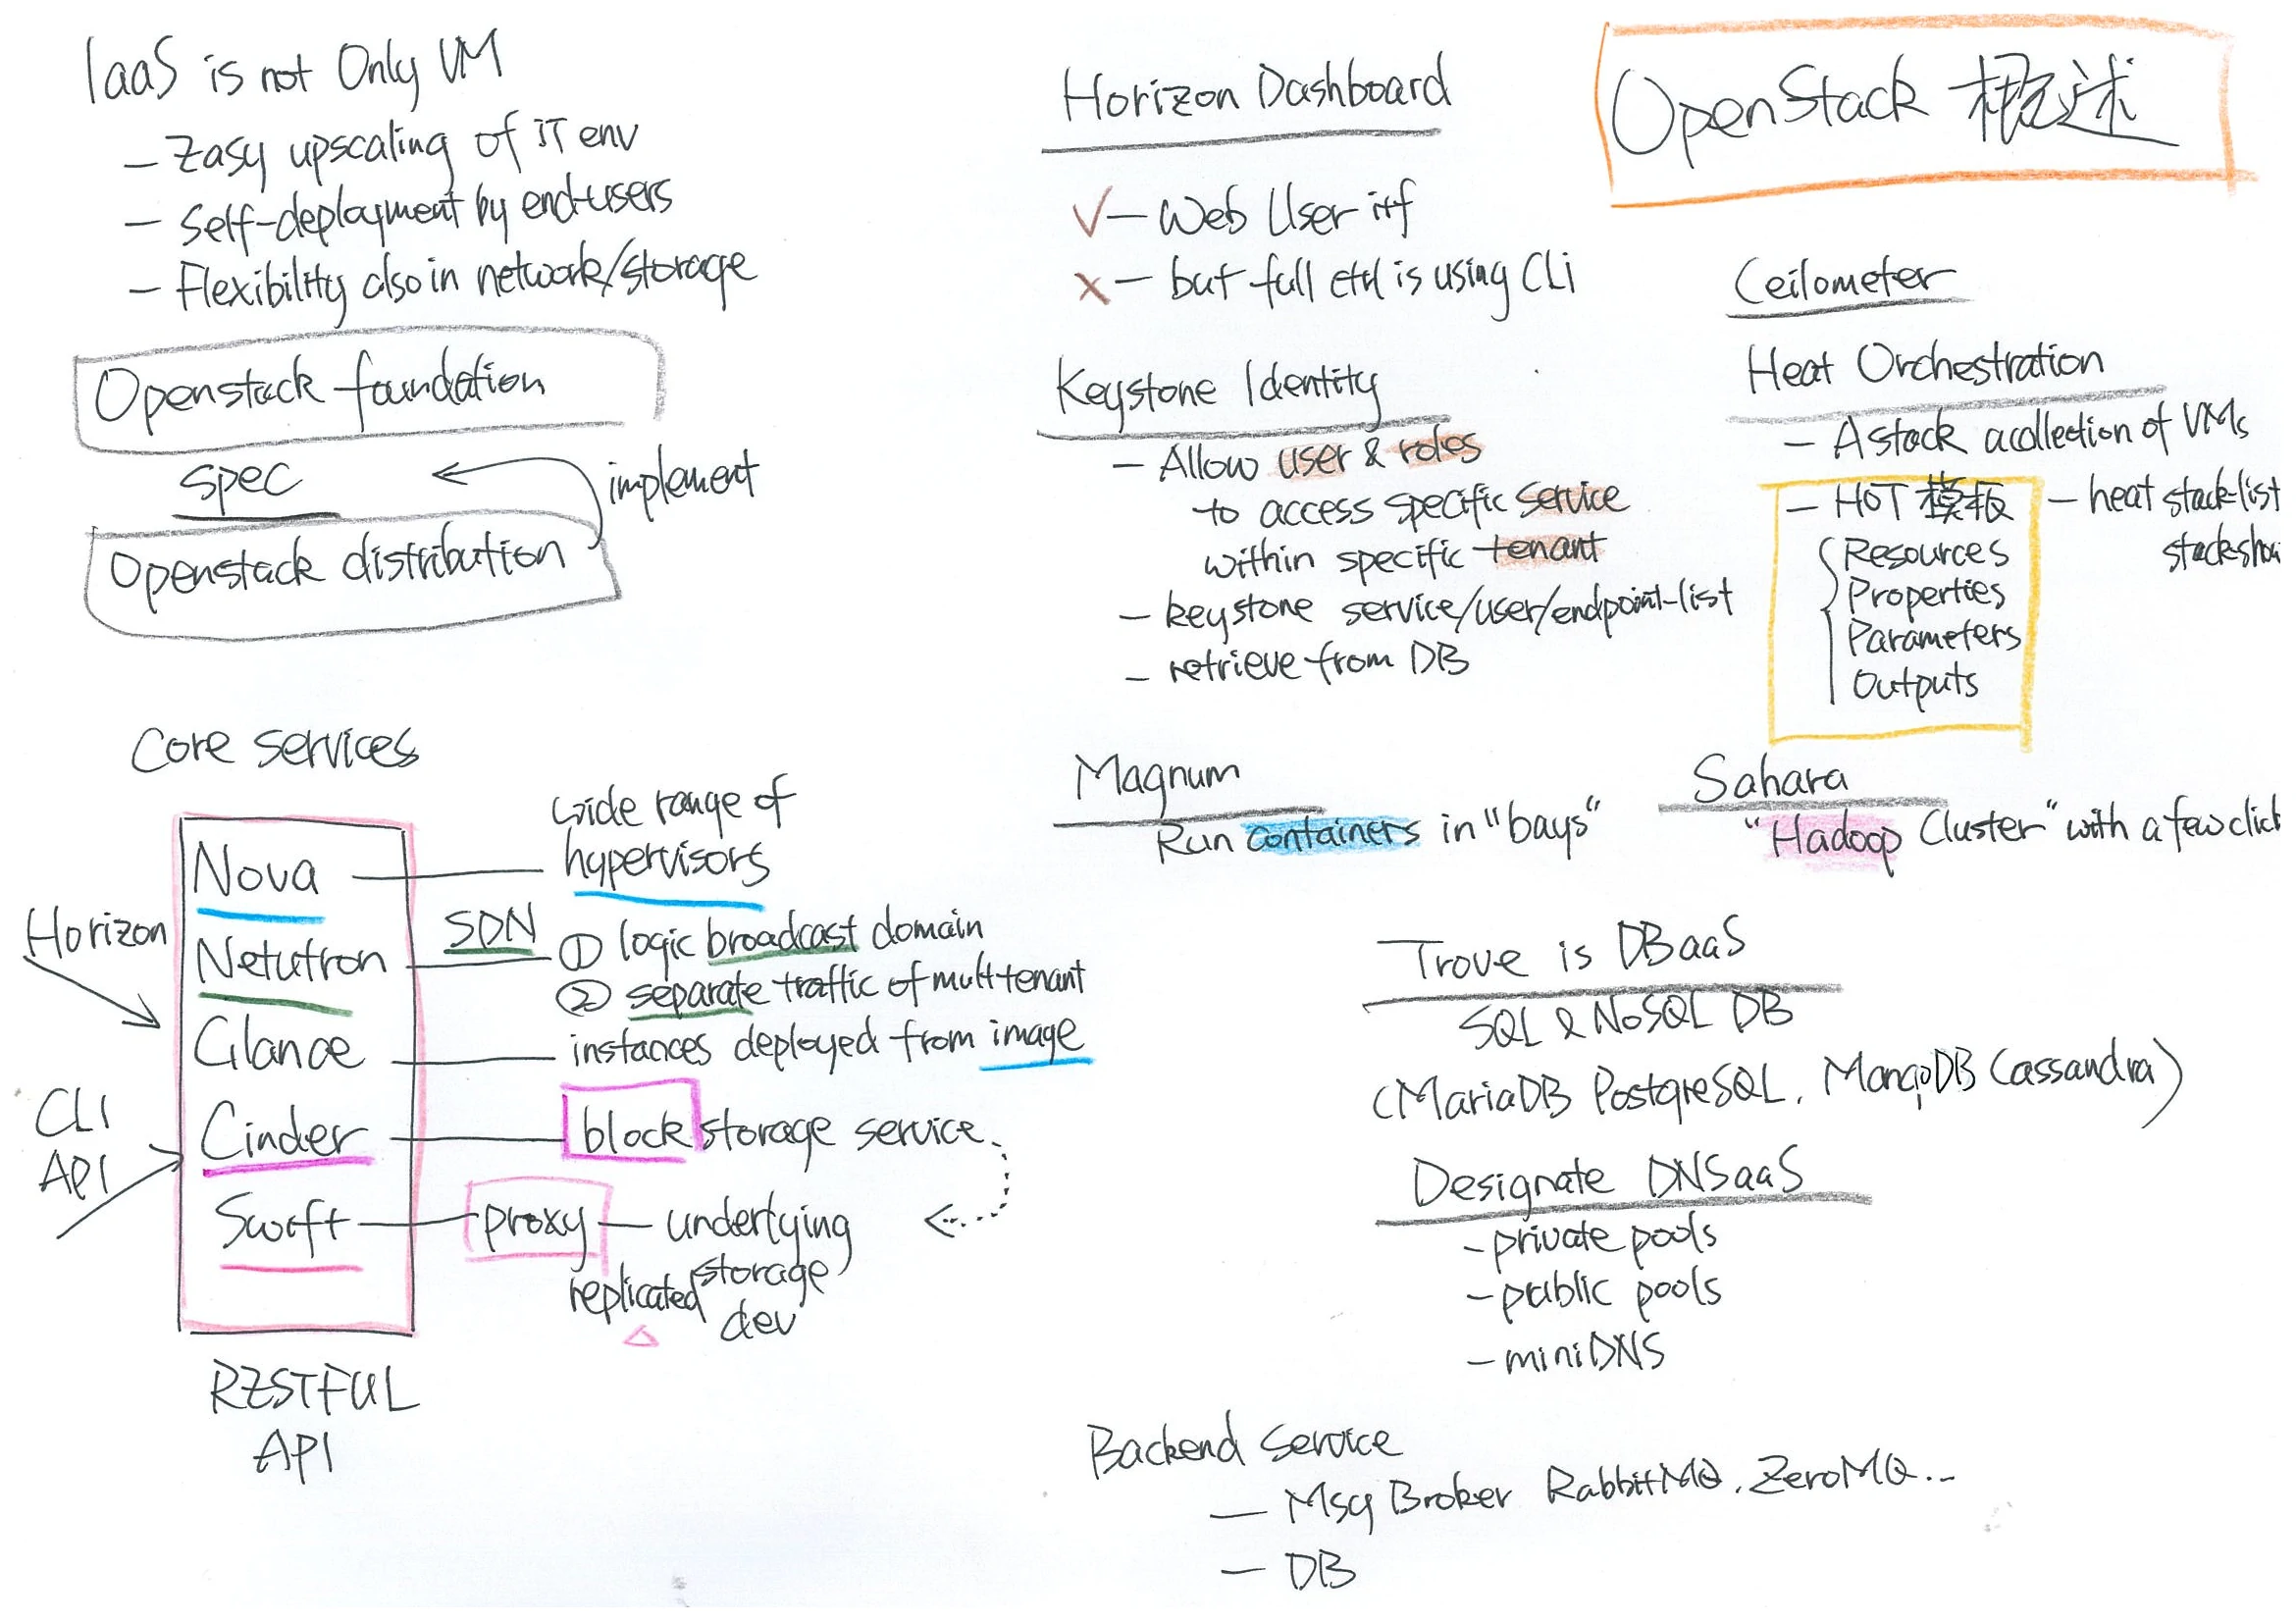 IaaS is not Only VM
- Easy upscaling of iT env
- Self-deployment by end-users
- Flexibility also in network/storage
Openstack foundation
spec
implement
Openstack distribution
Core services
Horizon
CLI
API
Nova
wide range of
hypervisors
Netutron
SDN
① logic broadcast domain
② separate traffic of multtenant
Glance
instances deployed from image
Cinder
block storage service
Swift
proxy
underlying
replicated storage
dev
RESTFUL
API
Horizon Dashboard
√ - Web User itf
x - but full ctrl is using CLi
Keystone Identity
- Allow user & roles
to access specific service
within specific tenant
- keystone service/user/endpoint-list
- retrieve from DB
OpenStack 概述
Ceilometer
Heat Orchestration
- A stack a collection of VMs
- HOT 模板
Resources
Properties
Parameters
Outputs
- heat stack-list
Magnum
Run containers in "bays"
Sahara
"Hadoop Cluster" with a few
Trove is DBaaS
SQL & NoSQL DB
(MariaDB PostgreSQL, MongoDB Cassandra)
Designate DNSaaS
- private pools
- public pools
- miniDNS
Backend Service
- Msg Broker RabbitMQ, ZeroMQ...
- DB